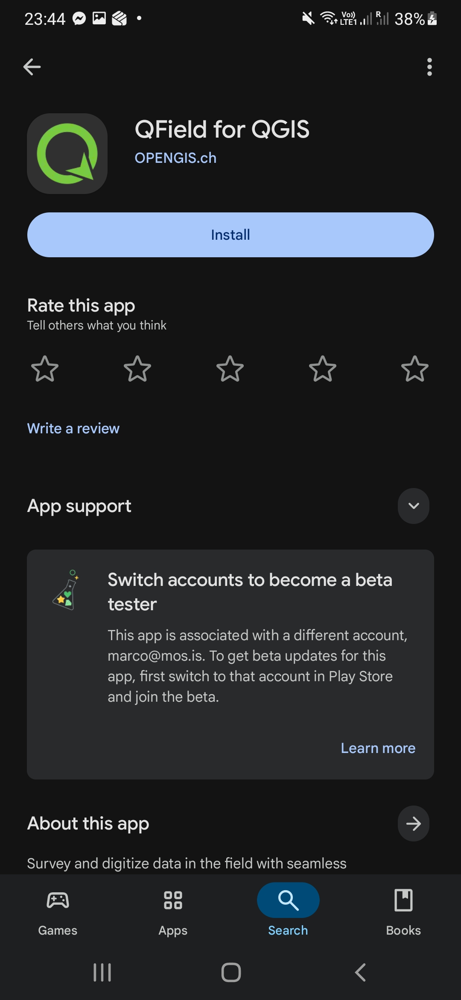 23:44
Vo))
LTE1
R
38%
QField for QGIS
OPENGIS.ch
Install
Rate this app
Tell others what you think
Write a review
App support
Switch accounts to become a beta
tester
This app is associated with a different account,
marco@mos.is. To get beta updates for this
app, first switch to that account in Play Store
and join the beta.
Learn more
About this app
Survey and digitize data in the field with seamless
Games
Apps
Search
Books